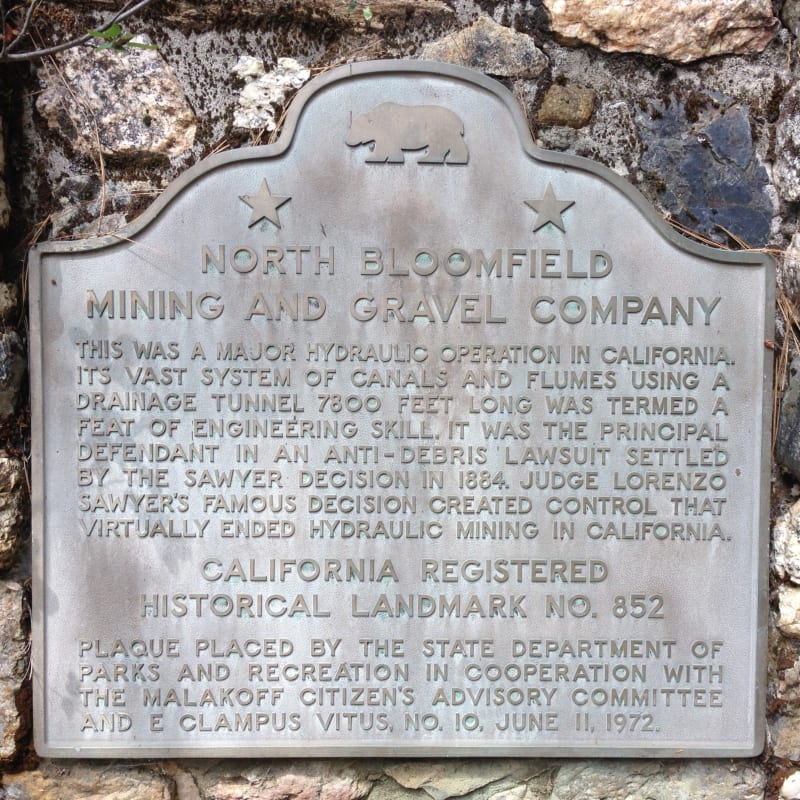 NORTH BLOOMFIELD
MINING AND GRAVEL COMPANY
THIS WAS A MAJOR HYDRAULIC OPERATION IN CALIFORNIA.
ITS VAST SYSTEM OF CANALS AND FLUMES USING A
DRAINAGE TUNNEL 7800 FEET LONG WAS TERMED A
FEAT OF ENGINEERING SKILL. IT WAS THE PRINCIPAL
DEFENDANT IN AN ANTI-DEBRIS LAWSUIT SETTLED
BY THE SAWYER DECISION IN 1884. JUDGE LORENZO
SAWYER'S FAMOUS DECISION CREATED CONTROL THAT
VIRTUALLY ENDED HYDRAULIC MINING IN CALIFORNIA.
CALIFORNIA REGISTERED
HISTORICAL LANDMARK NO. 852
PLAQUE PLACED BY THE STATE DEPARTMENT OF
PARKS AND RECREATION IN COOPERATION WITH
THE MALAKOFF CITIZEN'S ADVISORY COMMITTEE
AND E CLAMPUS VITUS, NO. 10, JUNE 11, 1972.